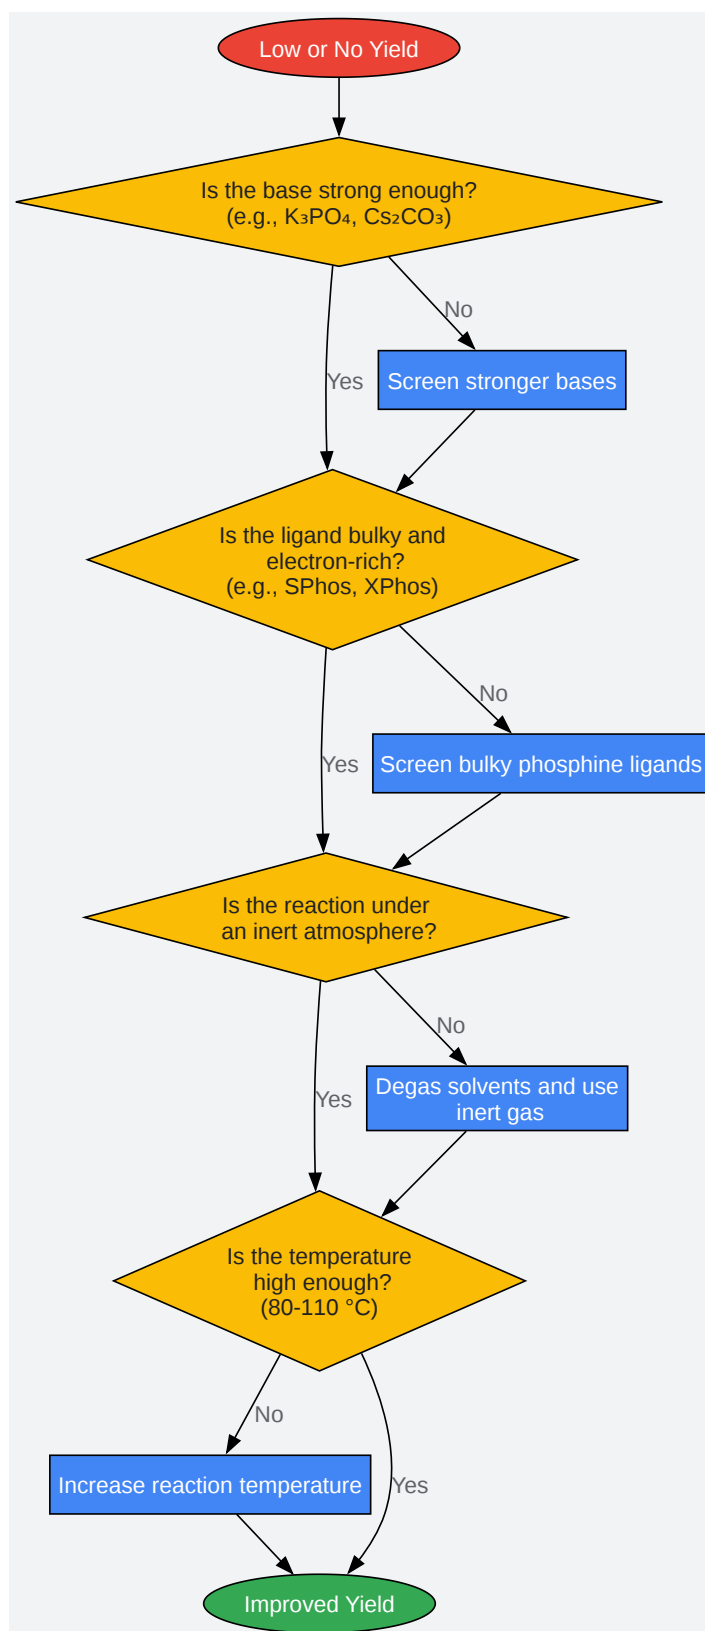 Low or No Yield
Is the base strong enough?
(e.g., K₃PO₄, Cs₂CO₃)
No
Yes
Screen stronger bases
Is the ligand bulky and
electron-rich?
(e.g., SPhos, XPhos)
No
Yes
Screen bulky phosphine ligands
Is the reaction under
an inert atmosphere?
No
Yes
Degas solvents and use
inert gas
Is the temperature
high enough?
(80-110 °C)
No
Increase reaction temperature
Yes
Improved Yield